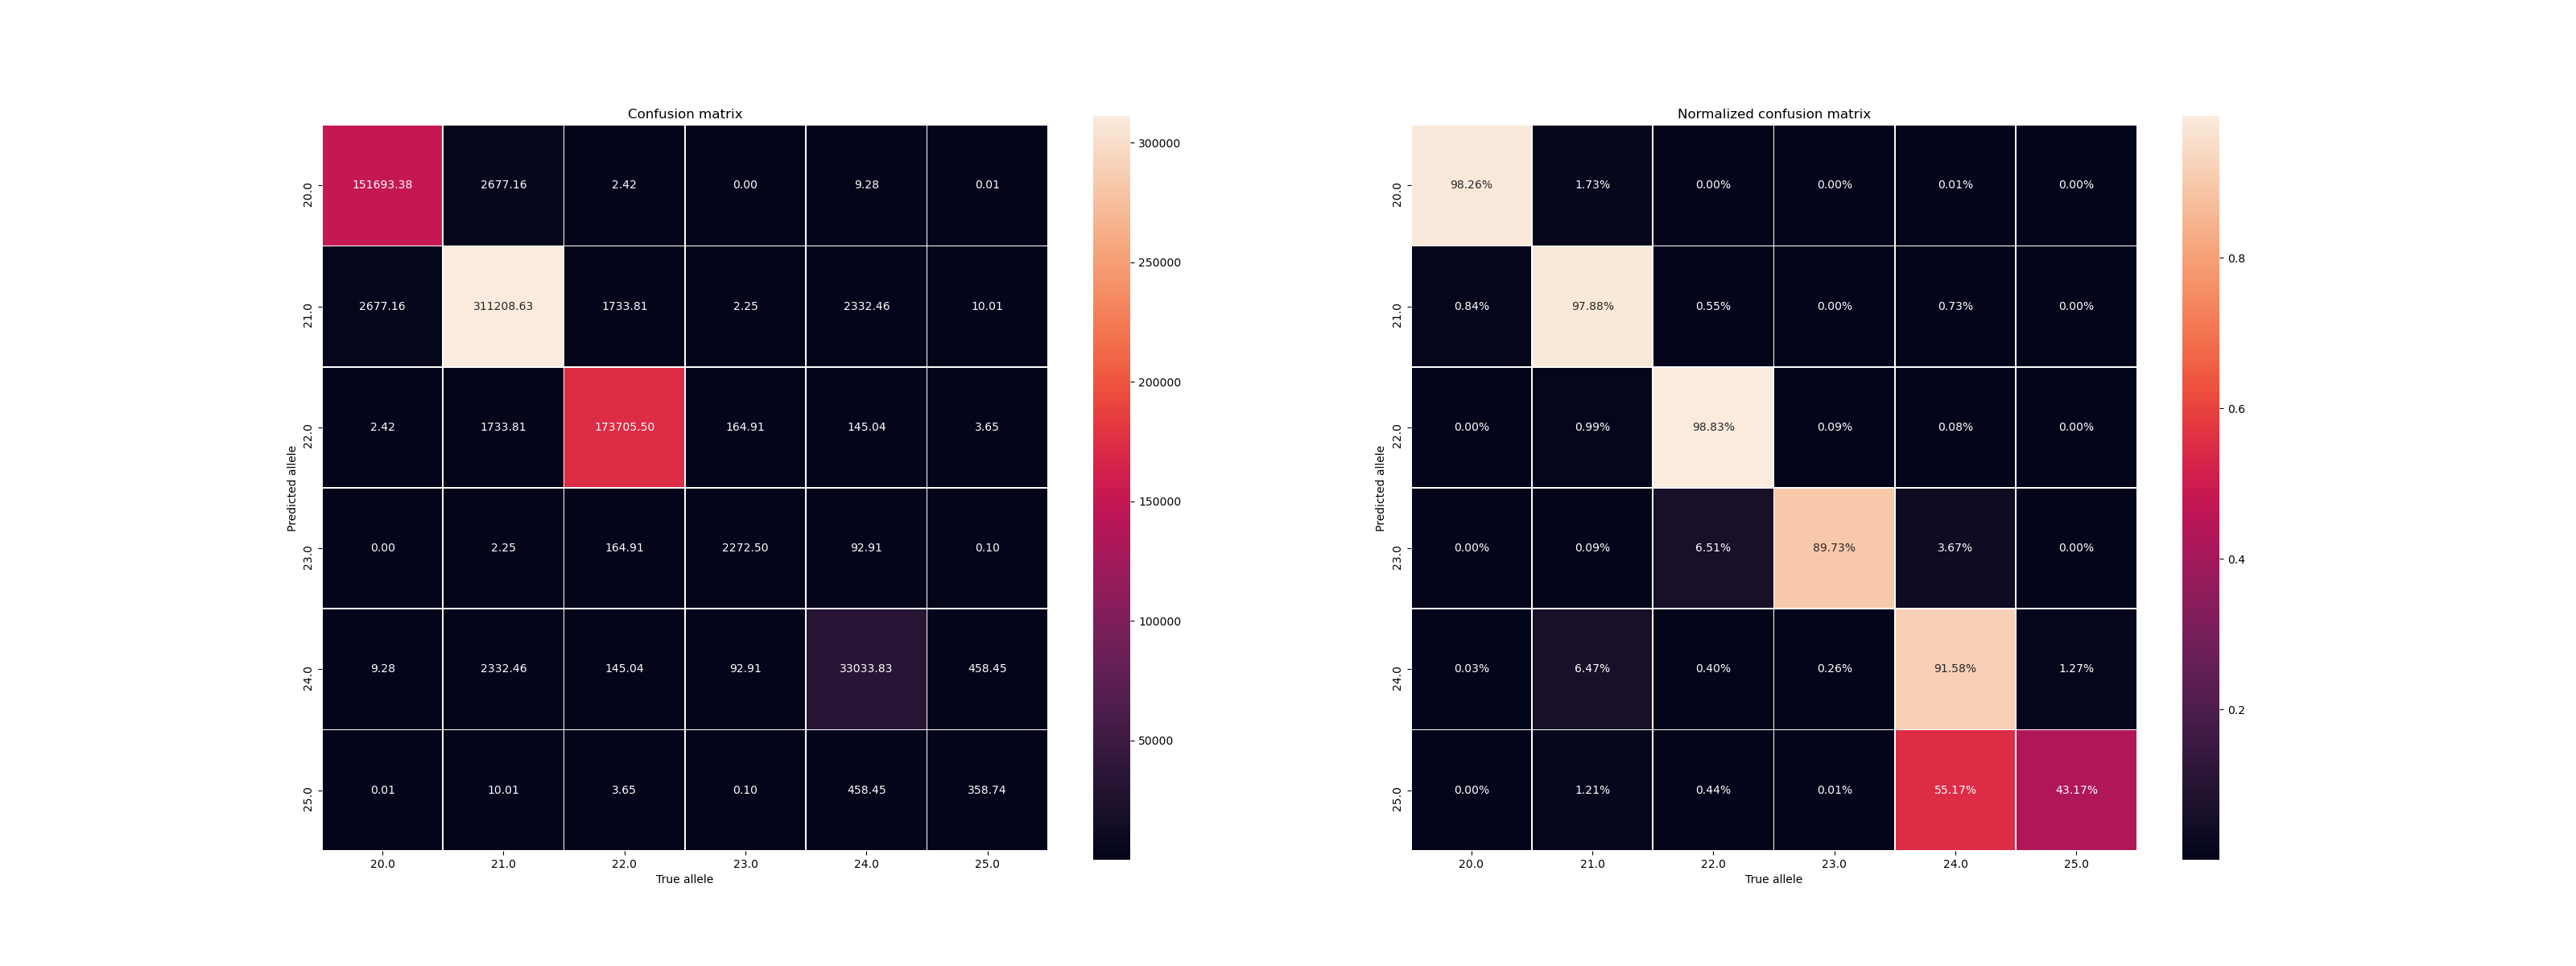 Confusion matrix
20.0 151693.38 2677.16 2.42 0.00 9.28 0.01
21.0 2677.16 311208.63 1733.81 2.25 2332.46 10.01
22.0 2.42 1733.81 173705.50 164.91 145.04 3.65
23.0 0.00 2.25 164.91 2272.50 92.91 0.10
24.0 9.28 2332.46 145.04 92.91 33033.83 458.45
25.0 0.01 10.01 3.65 0.10 458.45 358.74
20.0 21.0 22.0 23.0 24.0 25.0
Predicted allele
True allele
300000
250000
200000
150000
100000
50000
Normalized confusion matrix
20.0 98.26% 1.73% 0.00% 0.00% 0.01% 0.00%
21.0 0.84% 97.88% 0.55% 0.00% 0.73% 0.00%
22.0 0.00% 0.99% 98.83% 0.09% 0.08% 0.00%
23.0 0.00% 0.09% 6.51% 89.73% 3.67% 0.00%
24.0 0.03% 6.47% 0.40% 0.26% 91.58% 1.27%
25.0 0.00% 1.21% 0.44% 0.01% 55.17% 43.17%
20.0 21.0 22.0 23.0 24.0 25.0
Predicted allele
True allele
0.8
0.6
0.4
0.2